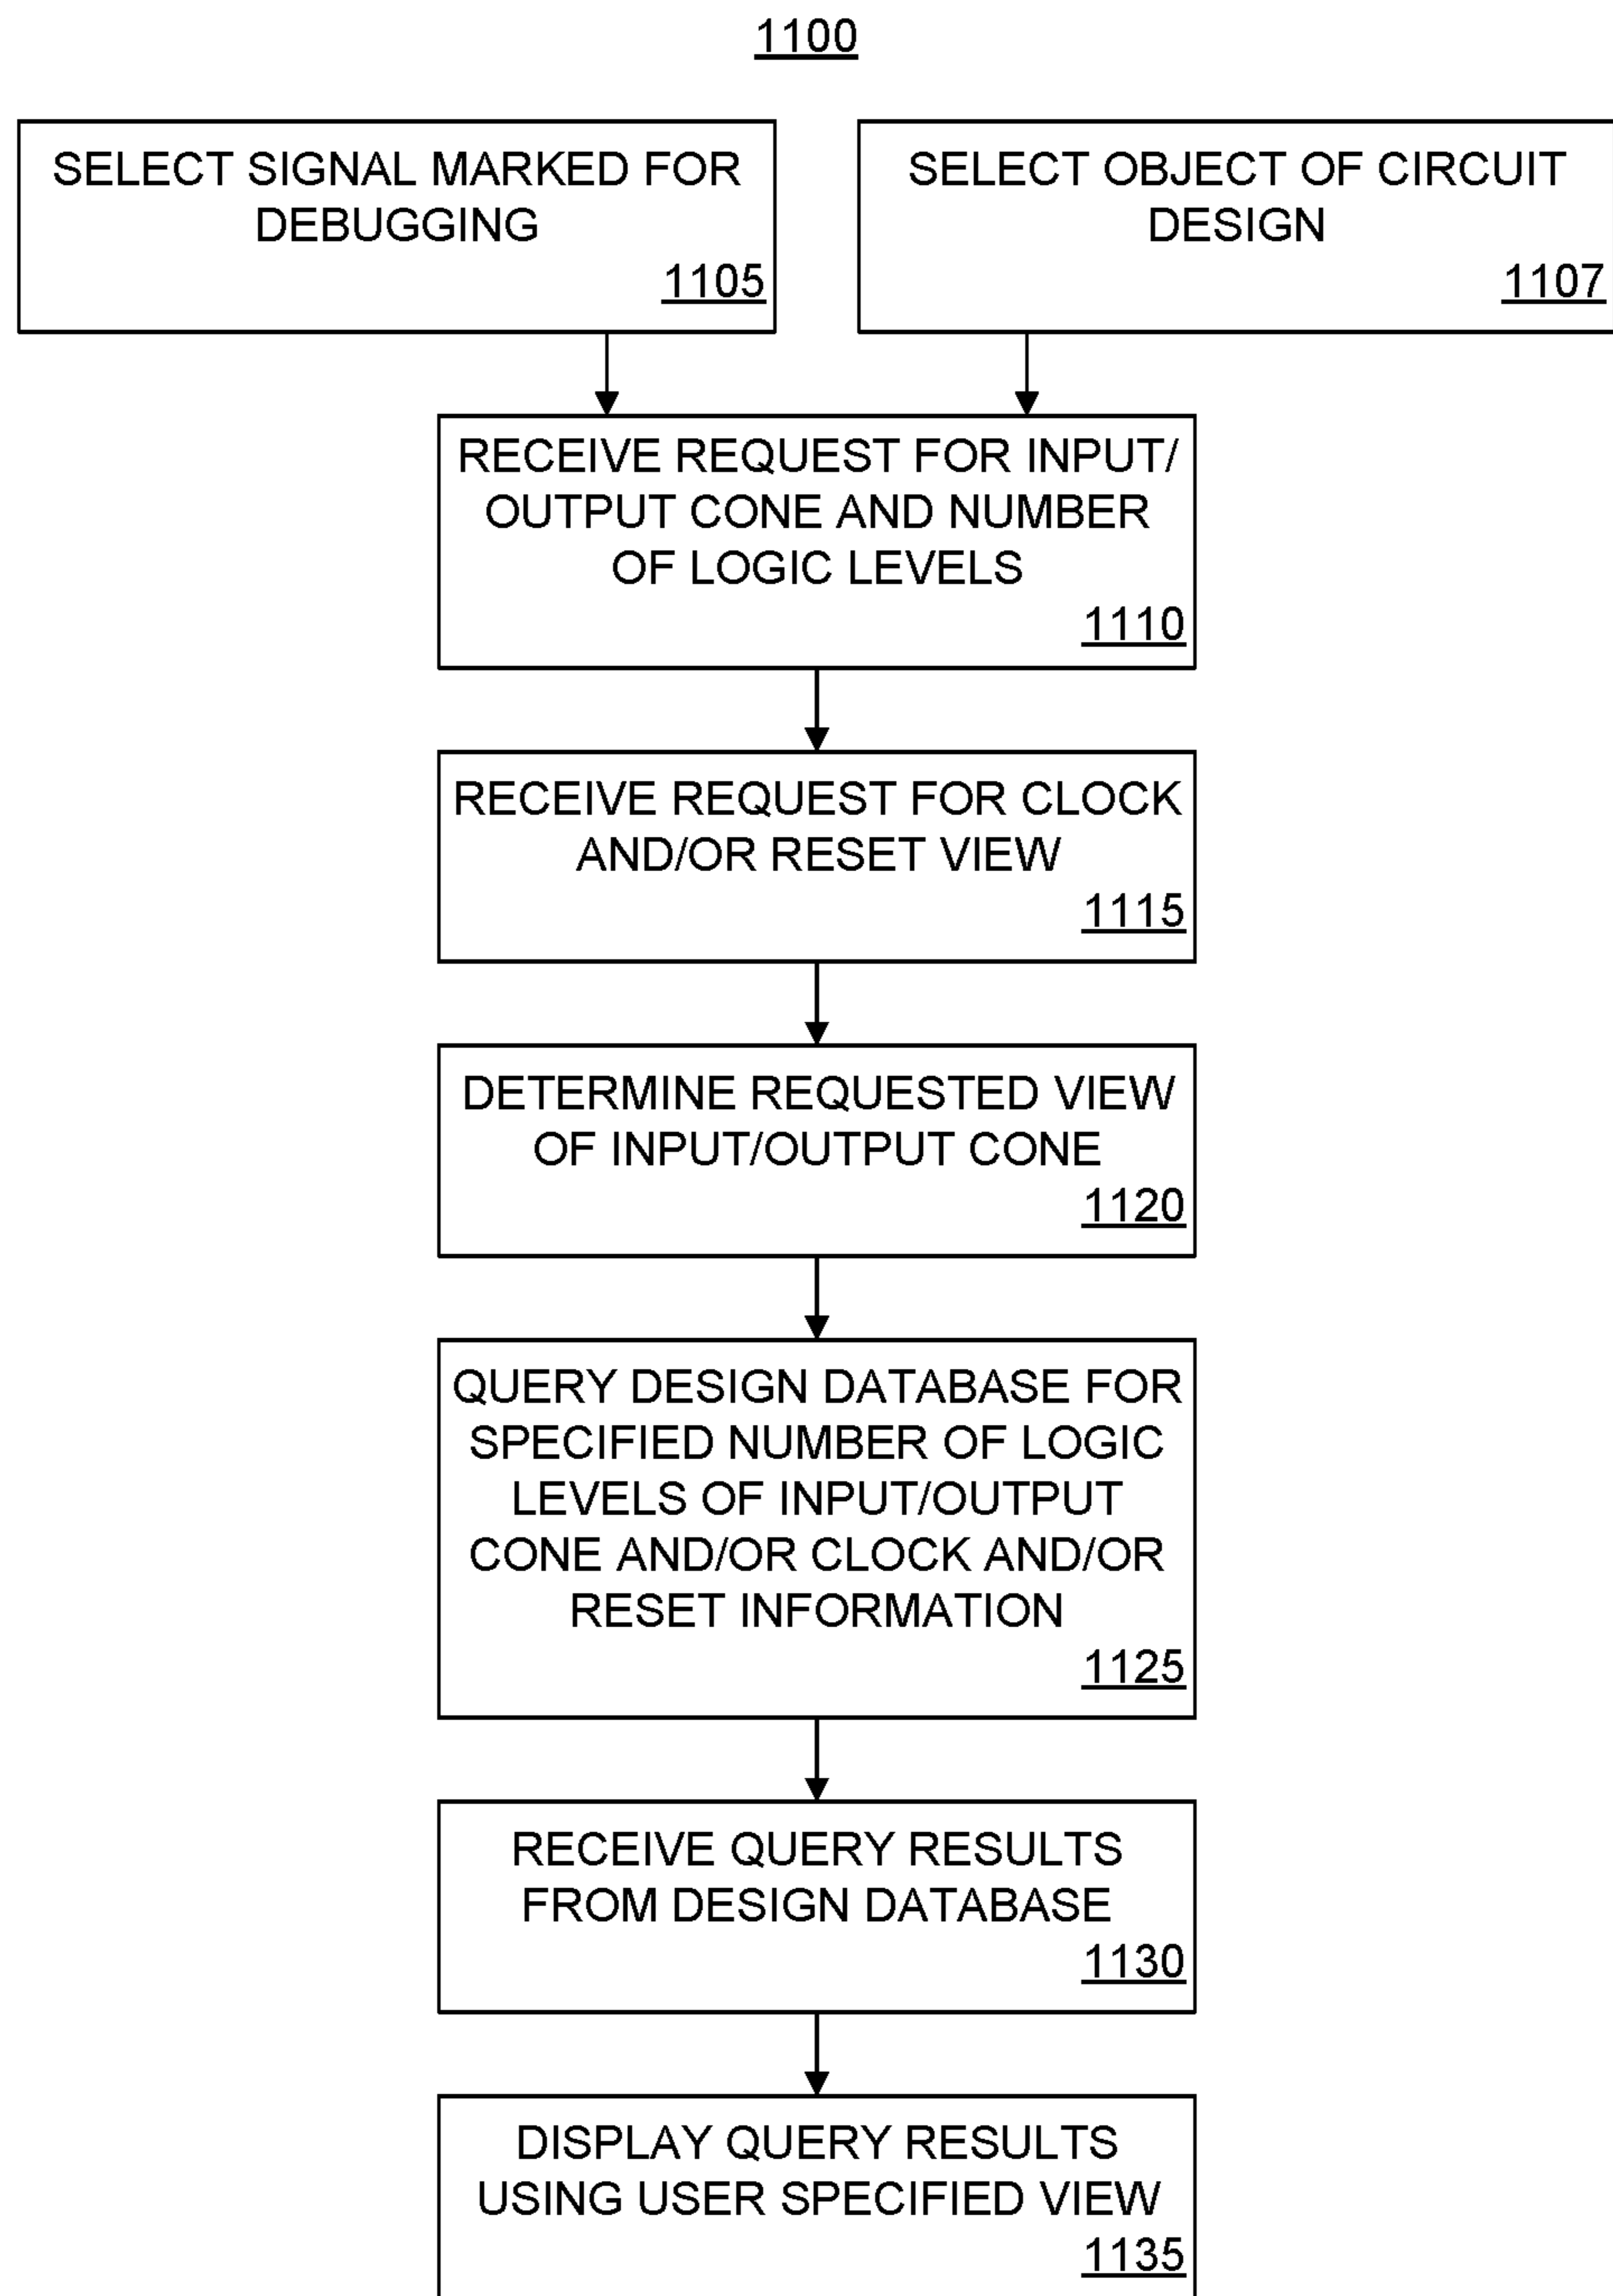 1100
SELECT SIGNAL MARKED FOR
DEBUGGING
1105
SELECT OBJECT OF CIRCUIT
DESIGN
1107
RECEIVE REQUEST FOR INPUT/
OUTPUT CONE AND NUMBER
OF LOGIC LEVELS
1110
RECEIVE REQUEST FOR CLOCK
AND/OR RESET VIEW
1115
DETERMINE REQUESTED VIEW
OF INPUT/OUTPUT CONE
1120
QUERY DESIGN DATABASE FOR
SPECIFIED NUMBER OF LOGIC
LEVELS OF INPUT/OUTPUT
CONE AND/OR CLOCK AND/OR
RESET INFORMATION
1125
RECEIVE QUERY RESULTS
FROM DESIGN DATABASE
1130
DISPLAY QUERY RESULTS
USING USER SPECIFIED VIEW
1135